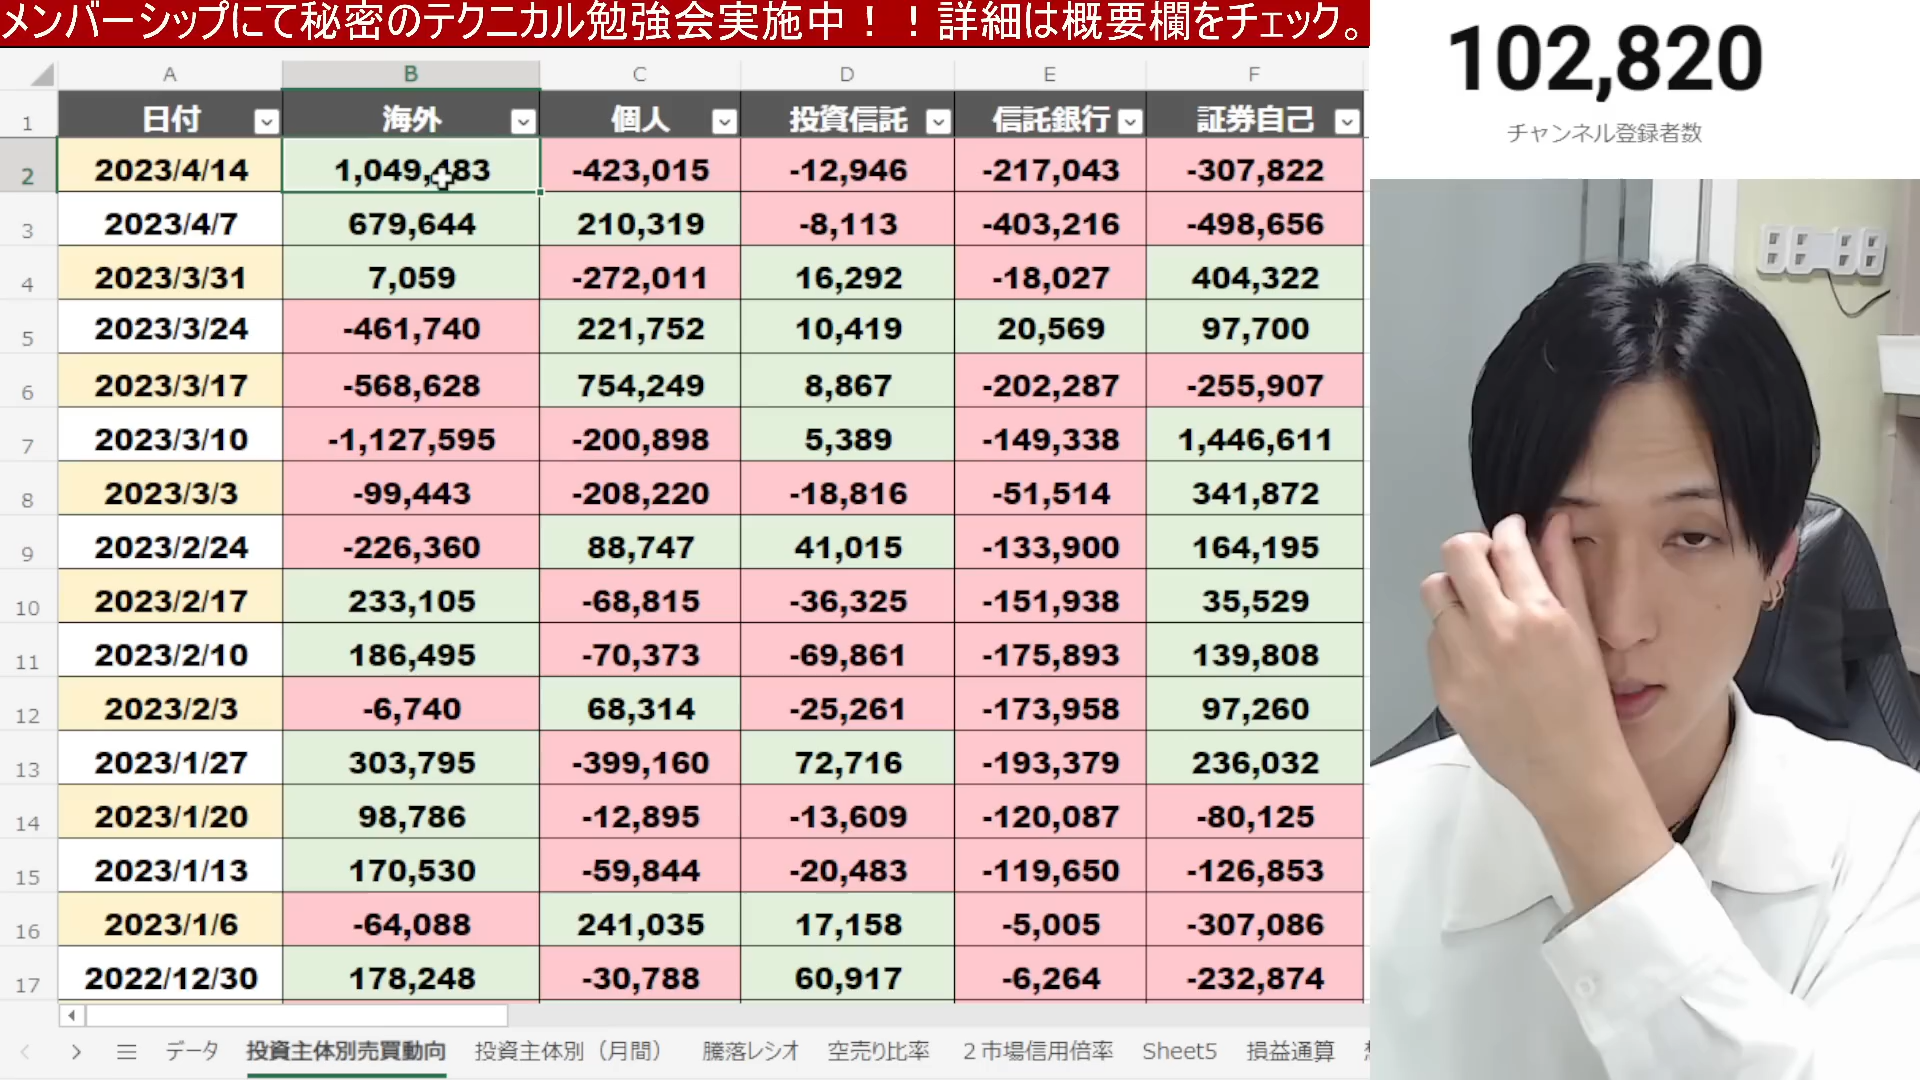 メンバーシップにて秘密のテクニカル勉強会実施中！！詳細は概要欄をチェック。
102,820
チャンネル登録者数
A B C D E F
1 日付 海外 個人 投資信託 信託銀行 証券自己
2 2023/4/14 1,049,483 -423,015 -12,946 -217,043 -307,822
3 2023/4/7 679,644 210,319 -8,113 -403,216 -498,656
4 2023/3/31 7,059 -272,011 16,292 -18,027 404,322
5 2023/3/24 -461,740 221,752 10,419 20,569 97,700
6 2023/3/17 -568,628 754,249 8,867 -202,287 -255,907
7 2023/3/10 -1,127,595 -200,898 5,389 -149,338 1,446,611
8 2023/3/3 -99,443 -208,220 -18,816 -51,514 341,872
9 2023/2/24 -226,360 88,747 41,015 -133,900 164,195
10 2023/2/17 233,105 -68,815 -36,325 -151,938 35,529
11 2023/2/10 186,495 -70,373 -69,861 -175,893 139,808
12 2023/2/3 -6,740 68,314 -25,261 -173,958 97,260
13 2023/1/27 303,795 -399,160 72,716 -193,379 236,032
14 2023/1/20 98,786 -12,895 -13,609 -120,087 -80,125
15 2023/1/13 170,530 -59,844 -20,483 -119,650 -126,853
16 2023/1/6 -64,088 241,035 17,158 -5,005 -307,086
17 2022/12/30 178,248 -30,788 60,917 -6,264 -232,874
データ 投資主体別売買動向 投資主体別（月間） 騰落レシオ 空売り比率 ２市場信用倍率 Sheet5 損益通算